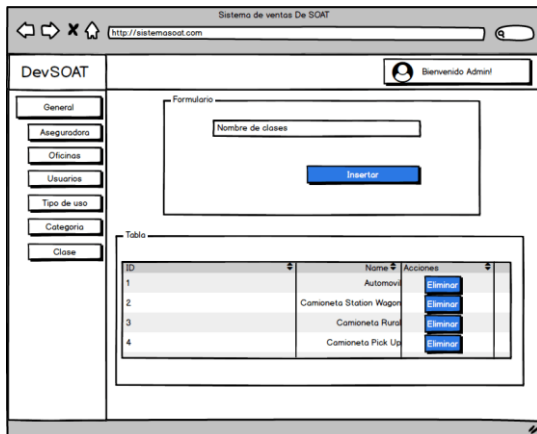 Sistema de ventas De SOAT
http://sistemasoat.com
DevSOAT
Bienvenido Admin!
General
Aseguradora
Oficinas
Usuarios
Tipo de uso
Categoria
Clase
Formulario
Nombre de clases
Insertar
Tabla
ID Name Acciones
1 Automovil Eliminar
2 Camioneta Station Wagon Eliminar
3 Camioneta Rural Eliminar
4 Camioneta Pick Up Eliminar